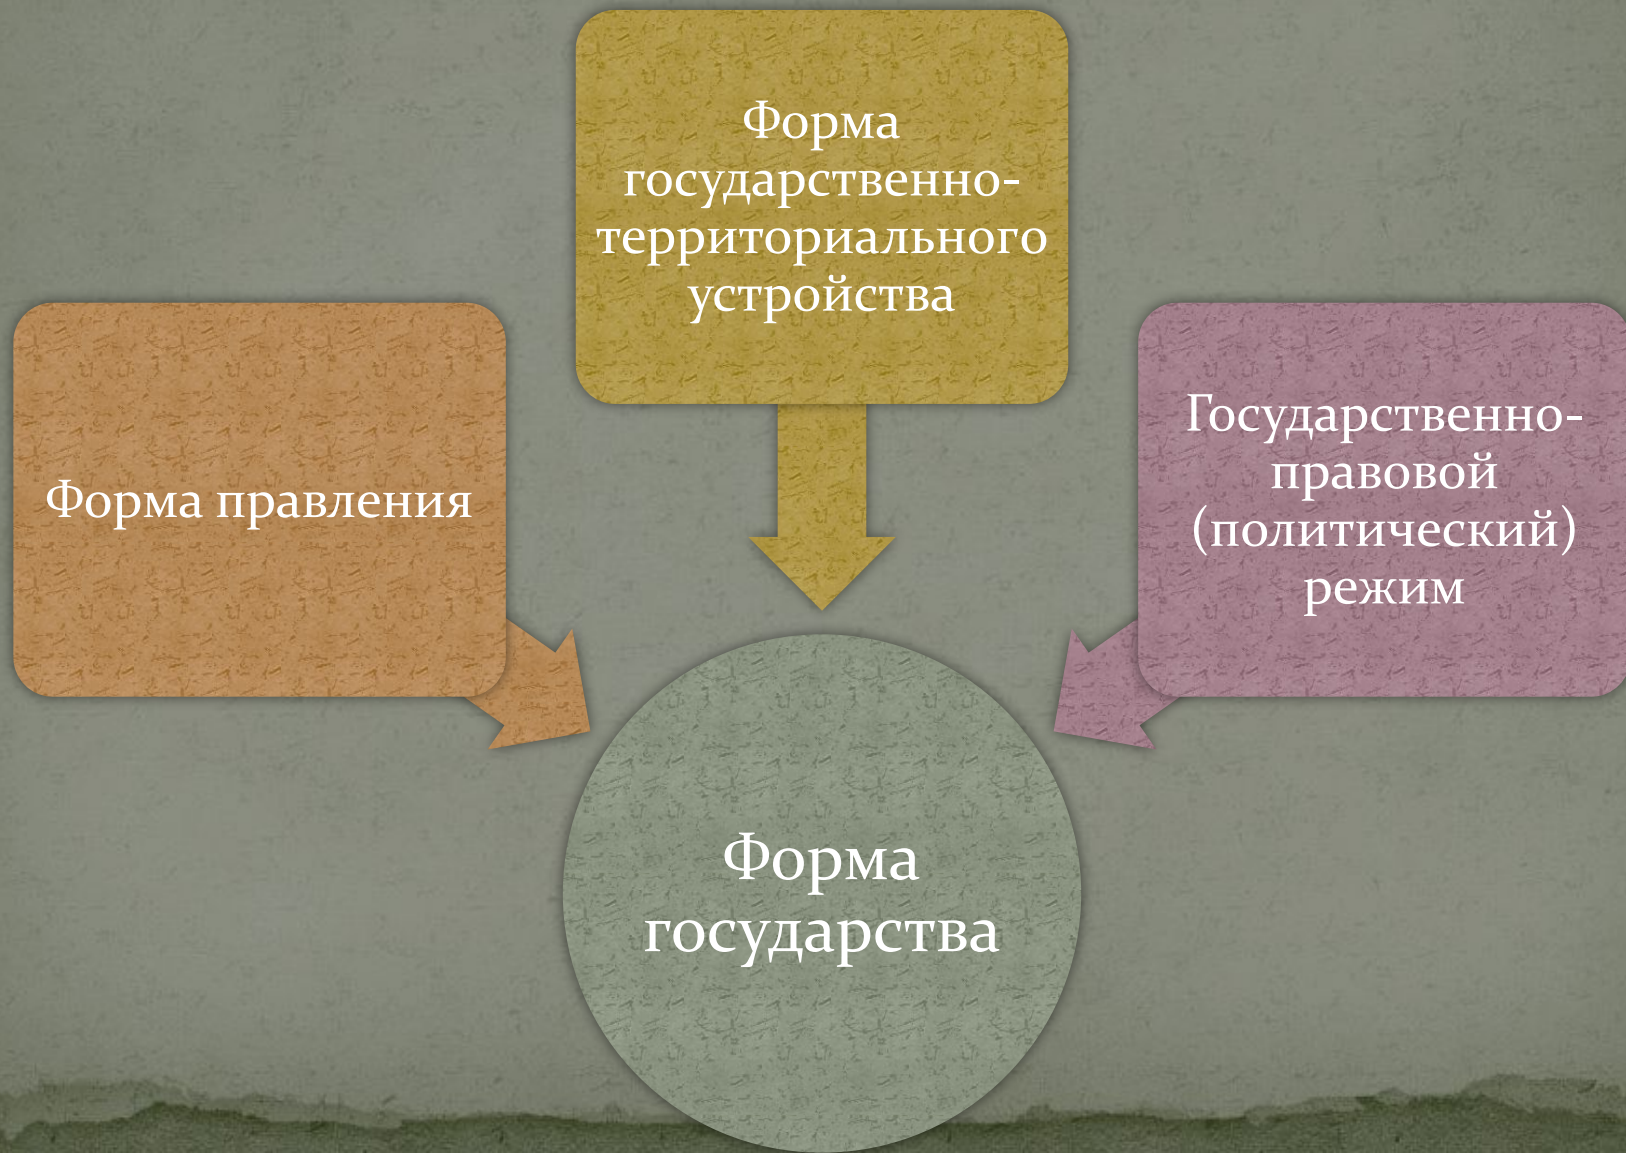 Форма
государственно-
территориального
устройства
Форма правления
Государственно-
правовой
(политический)
режим
Форма
государства